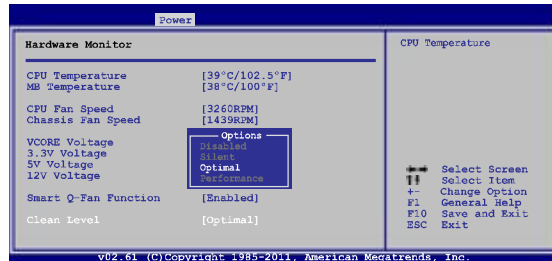 Power
Hardware Monitor
CPU Temperature [39°C/102.5°F]
MB Temperature [38°C/100°F]
CPU Fan Speed [3260RPM]
Chassis Fan Speed [1439RPM]
VCORE Voltage
3.3V Voltage
5V Voltage
12V Voltage
Options
Disabled
Silent
Optimal
Performance
Smart Q-Fan Function [Enabled]
Clean Level [Optimal]
CPU Temperature
Select Screen
Select Item
+- Change Option
F1 General Help
F10 Save and Exit
ESC Exit
v02.61 (C)Copyright 1985-2011, American Megatrends, Inc.